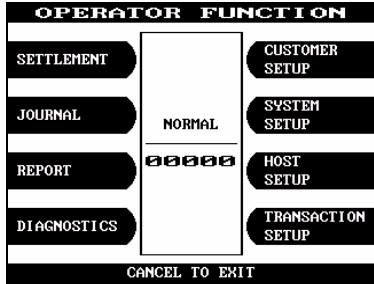 OPERATOR FUNCTION
SETTLEMENT
CUSTOMER
SETUP
JOURNAL
NORMAL
SYSTEM
SETUP
REPORT
00000
HOST
SETUP
DIAGNOSTICS
TRANSACTION
SETUP
CANCEL TO EXIT